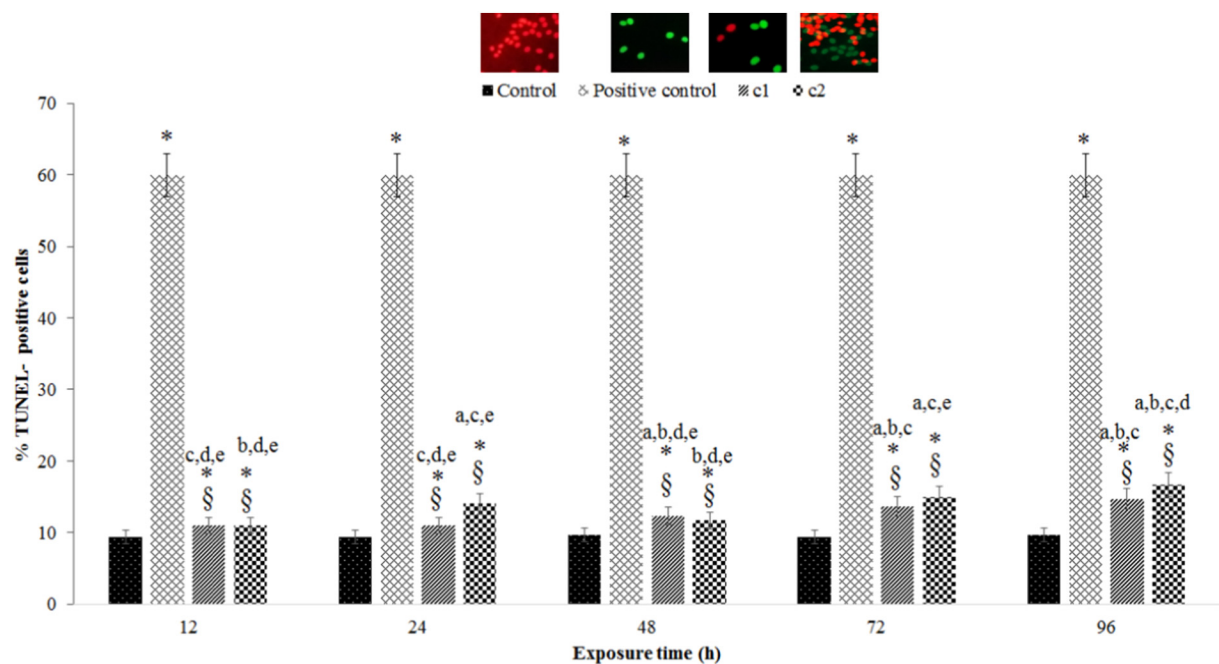 Control Positive control c1 c2
70
60
50
40
30
20
10
0
% TUNEL- positive cells
* * * * *
c,d,e b,d,e c,d,e a,c,e a,b,d,e b,d,e a,b,c a,c,e a,b,c a,b,c,d
* * * * * * * * * *
§ § § § § § § § § §
12 24 48 72 96
Exposure time (h)